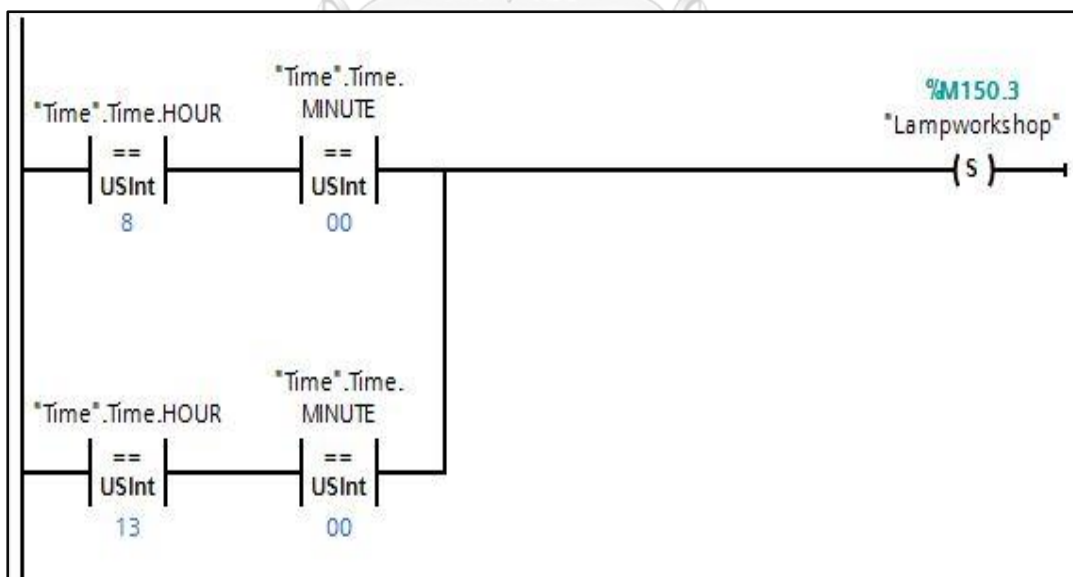 "Time".Time.HOUR
==
USInt
8
"Time".Time.
MINUTE
==
USInt
00
%M150.3
"Lampworkshop"
( S )
"Time".Time.HOUR
==
USInt
13
"Time".Time.
MINUTE
==
USInt
00